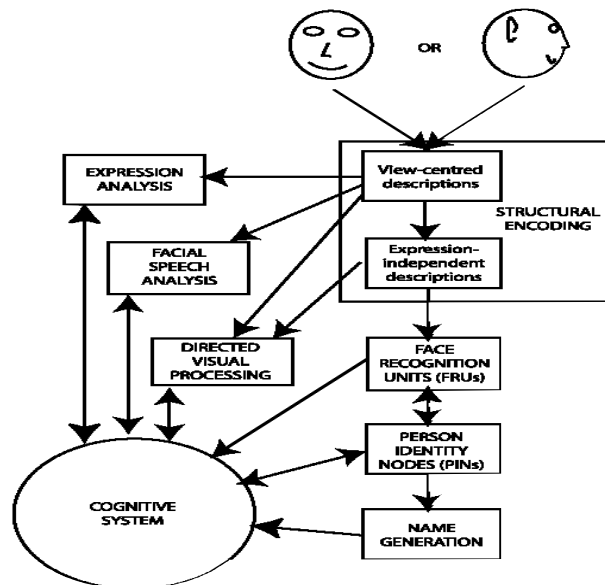 OR
View-centred
descriptions
EXPRESSION
ANALYSIS
STRUCTURAL
ENCODING
FACIAL
SPEECH
ANALYSIS
Expression-
independent
descriptions
DIRECTED
VISUAL
PROCESSING
FACE
RECOGNITION
UNITS (FRUs)
PERSON
IDENTITY
NODES (PINs)
COGNITIVE
SYSTEM
NAME
GENERATION